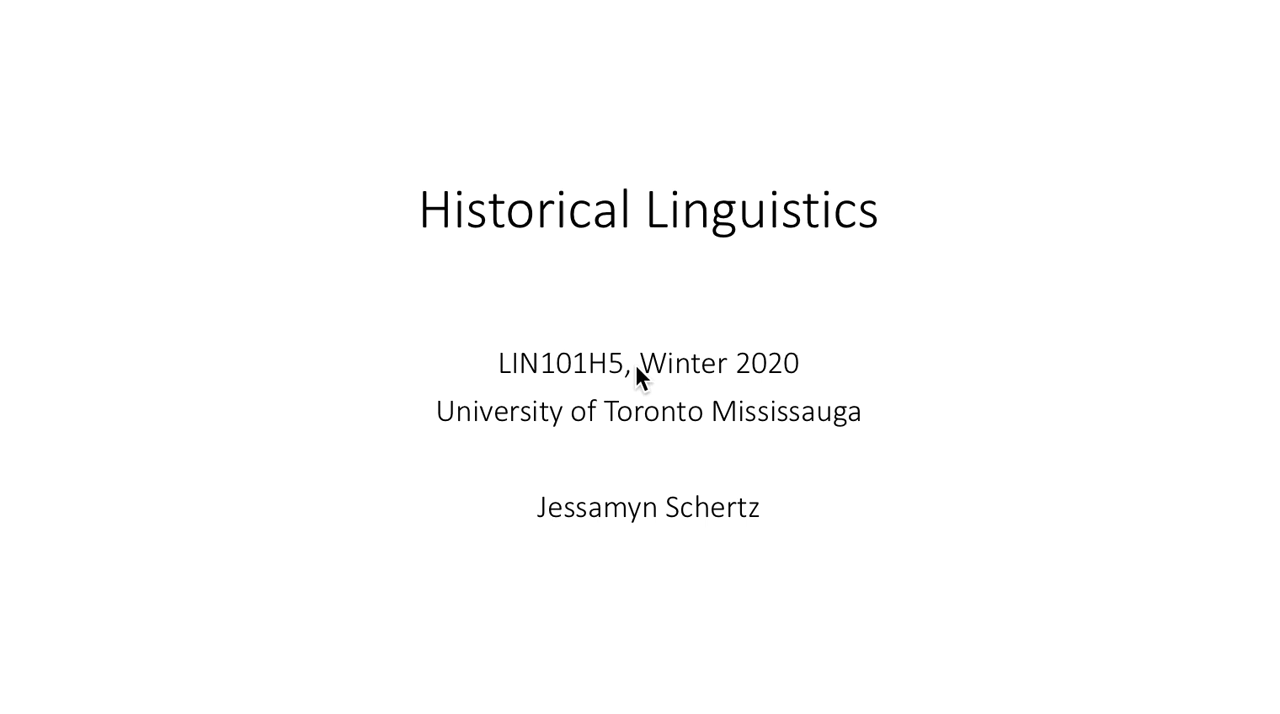 Historical Linguistics
LIN101H5, Winter 2020
University of Toronto Mississauga
Jessamyn Schertz